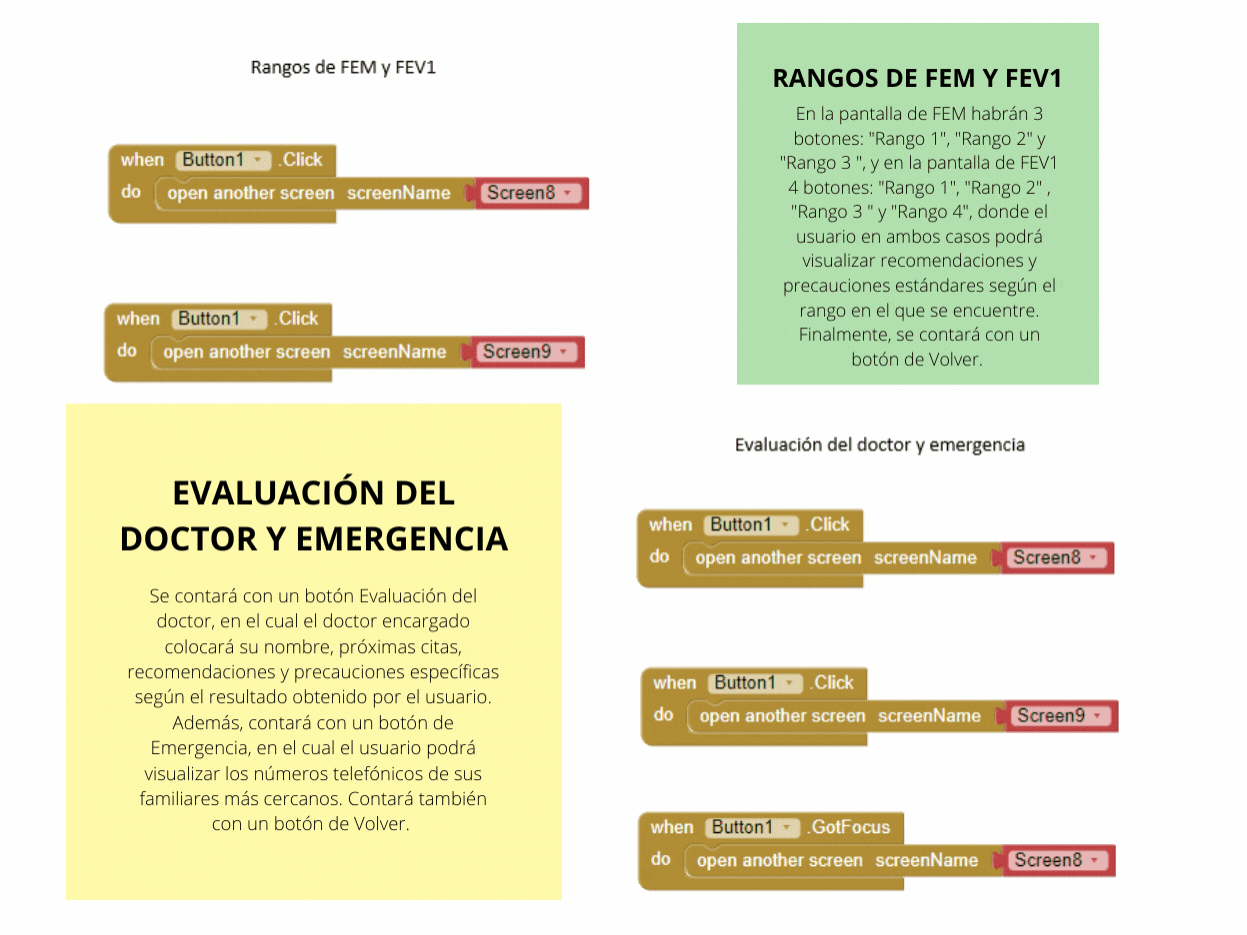 Rangos de FEM y FEV1
when Button1 .Click
do open another screen screenName Screen8
when Button1 .Click
do open another screen screenName Screen9
RANGOS DE FEM Y FEV1
En la pantalla de FEM habrán 3
botones: "Rango 1", "Rango 2" y
"Rango 3 ", y en la pantalla de FEV1
4 botones: "Rango 1", "Rango 2" ,
"Rango 3 " y "Rango 4", donde el
usuario en ambos casos podrá
visualizar recomendaciones y
precauciones estándares según el
rango en el que se encuentre.
Finalmente, se contará con un
botón de Volver.
EVALUACIÓN DEL
DOCTOR Y EMERGENCIA
Se contará con un botón Evaluación del
doctor, en el cual el doctor encargado
colocará su nombre, próximas citas,
recomendaciones y precauciones específicas
según el resultado obtenido por el usuario.
Además, contará con un botón de
Emergencia, en el cual el usuario podrá
visualizar los números telefónicos de sus
familiares más cercanos. Contará también
con un botón de Volver.
Evaluación del doctor y emergencia
when Button1 .Click
do open another screen screenName Screen8
when Button1 .Click
do open another screen screenName Screen9
when Button1 .GotFocus
do open another screen screenName Screen8